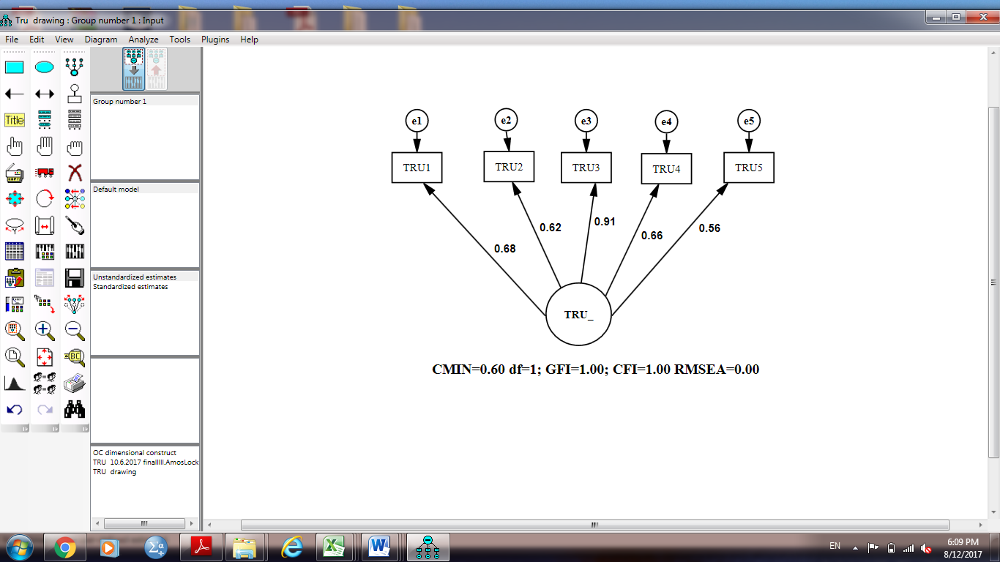 Tru drawing : Group number 1 : Input
File Edit View Diagram Analyze Tools Plugins Help
Title
Group number 1
Default model
Unstandardized estimates
Standardized estimates
OC dimensional construct
TRU 10.6.2017 finalllll.AmosLock
TRU drawing
e1 e2 e3 e4 e5
TRU1 TRU2 TRU3 TRU4 TRU5
0.68 0.62 0.91 0.66 0.56
TRU_
CMIN=0.60 df=1; GFI=1.00; CFI=1.00 RMSEA=0.00
EN
6:09 PM
8/12/2017